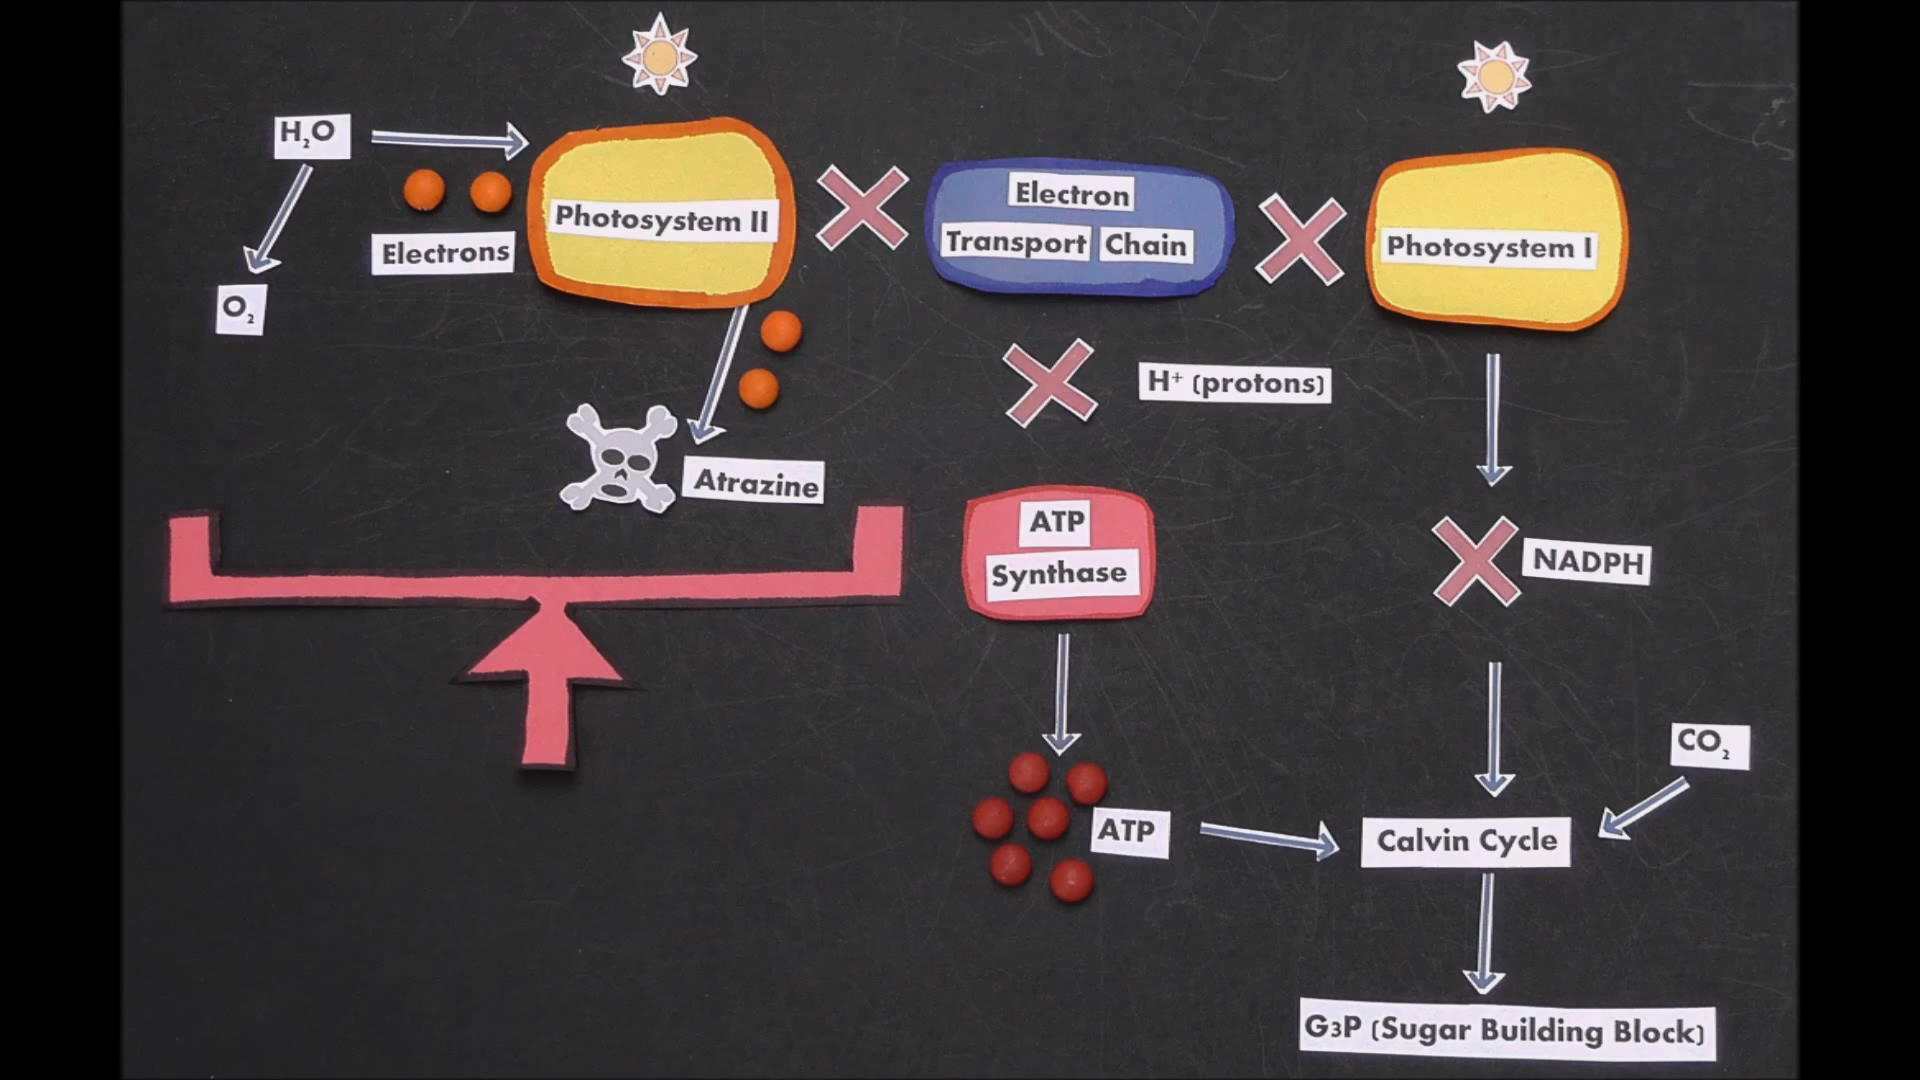 H₂O
Electrons
O₂
Photosystem II
Electron
Transport Chain
Photosystem I
H⁺ (protons)
Atrazine
ATP
Synthase
NADPH
CO₂
ATP
Calvin Cycle
G3P (Sugar Building Block)